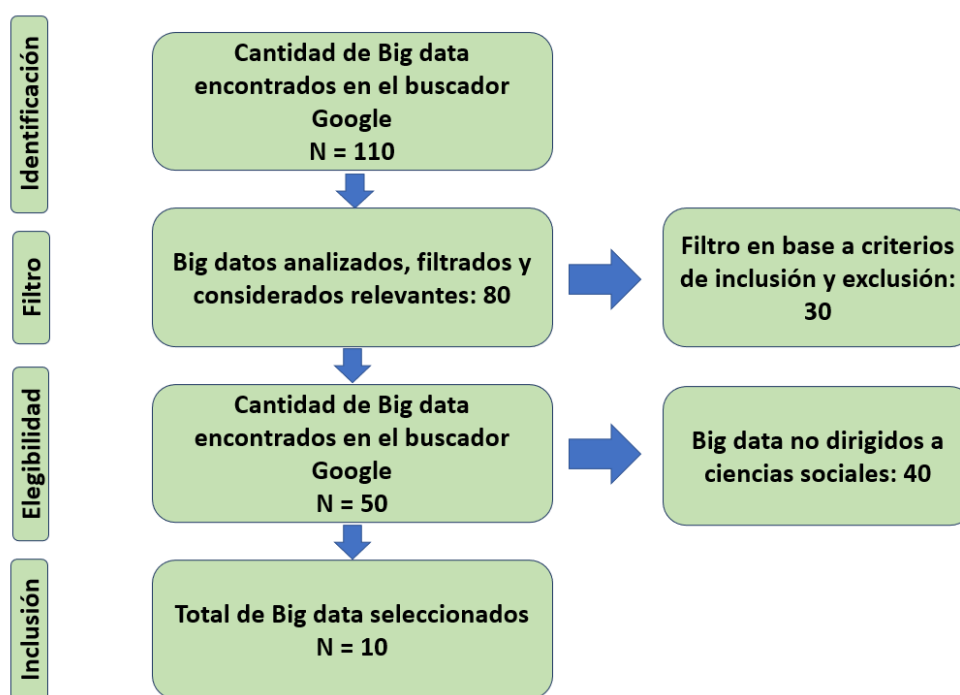 Identificación
Cantidad de Big data
encontrados en el buscador
Google
N = 110
Filtro
Big datos analizados, filtrados y
considerados relevantes: 80
Filtro en base a criterios
de inclusión y exclusión:
30
Elegibilidad
Cantidad de Big data
encontrados en el buscador
Google
N = 50
Big data no dirigidos a
ciencias sociales: 40
Inclusión
Total de Big data seleccionados
N = 10